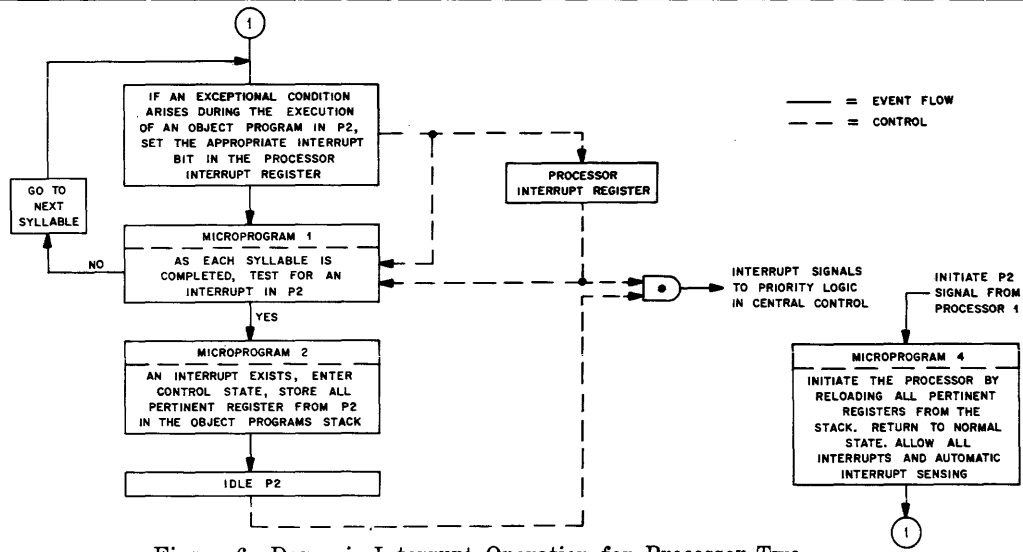 1
IF AN EXCEPTIONAL CONDITION
ARISES DURING THE EXECUTION
OF AN OBJECT PROGRAM IN P2,
SET THE APPROPRIATE INTERRUPT
BIT IN THE PROCESSOR
INTERRUPT REGISTER
——— = EVENT FLOW
— — = CONTROL
PROCESSOR
INTERRUPT REGISTER
GO TO
NEXT
SYLLABLE
NO
MICROPROGRAM 1
AS EACH SYLLABLE IS
COMPLETED, TEST FOR AN
INTERRUPT IN P2
YES
INTERRUPT SIGNALS
TO PRIORITY LOGIC
IN CENTRAL CONTROL
INITIATE P2
SIGNAL FROM
PROCESSOR 1
MICROPROGRAM 2
AN INTERRUPT EXISTS, ENTER
CONTROL STATE, STORE ALL
PERTINENT REGISTER FROM P2
IN THE OBJECT PROGRAMS STACK
MICROPROGRAM 4
INITIATE THE PROCESSOR BY
RELOADING ALL PERTINENT
REGISTERS FROM THE
STACK. RETURN TO NORMAL
STATE. ALLOW ALL
INTERRUPTS AND AUTOMATIC
INTERRUPT SENSING
IDLE P2
1